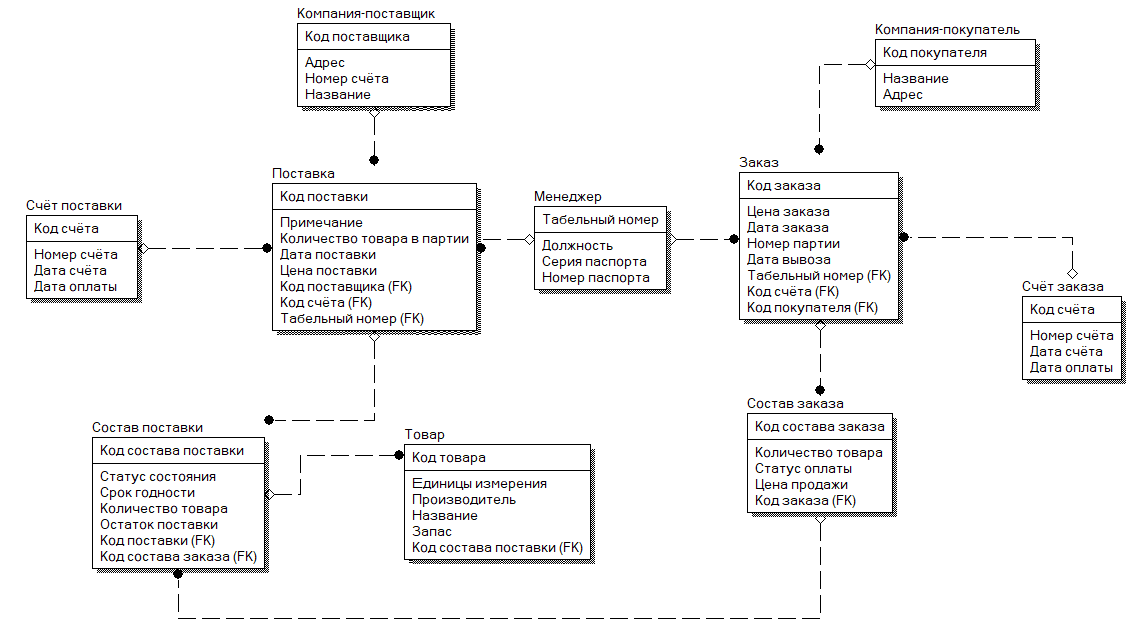 Компания-поставщик
Код поставщика
Адрес
Номер счёта
Название
Компания-покупатель
Код покупателя
Название
Адрес
Счёт поставки
Код счёта
Номер счёта
Дата счёта
Дата оплаты
Поставка
Код поставки
Примечание
Количество товара в партии
Дата поставки
Цена поставки
Код поставщика (FK)
Код счёта (FK)
Табельный номер (FK)
Менеджер
Табельный номер
Должность
Серия паспорта
Номер паспорта
Заказ
Код заказа
Цена заказа
Дата заказа
Номер партии
Дата вывоза
Табельный номер (FK)
Код счёта (FK)
Код покупателя (FK)
Счёт заказа
Код счёта
Номер счёта
Дата счёта
Дата оплаты
Состав поставки
Код состава поставки
Статус состояния
Срок годности
Количество товара
Остаток поставки
Код поставки (FK)
Код состава заказа (FK)
Товар
Код товара
Единицы измерения
Производитель
Название
Запас
Код состава поставки (FK)
Состав заказа
Код состава заказа
Количество товара
Статус оплаты
Цена продажи
Код заказа (FK)